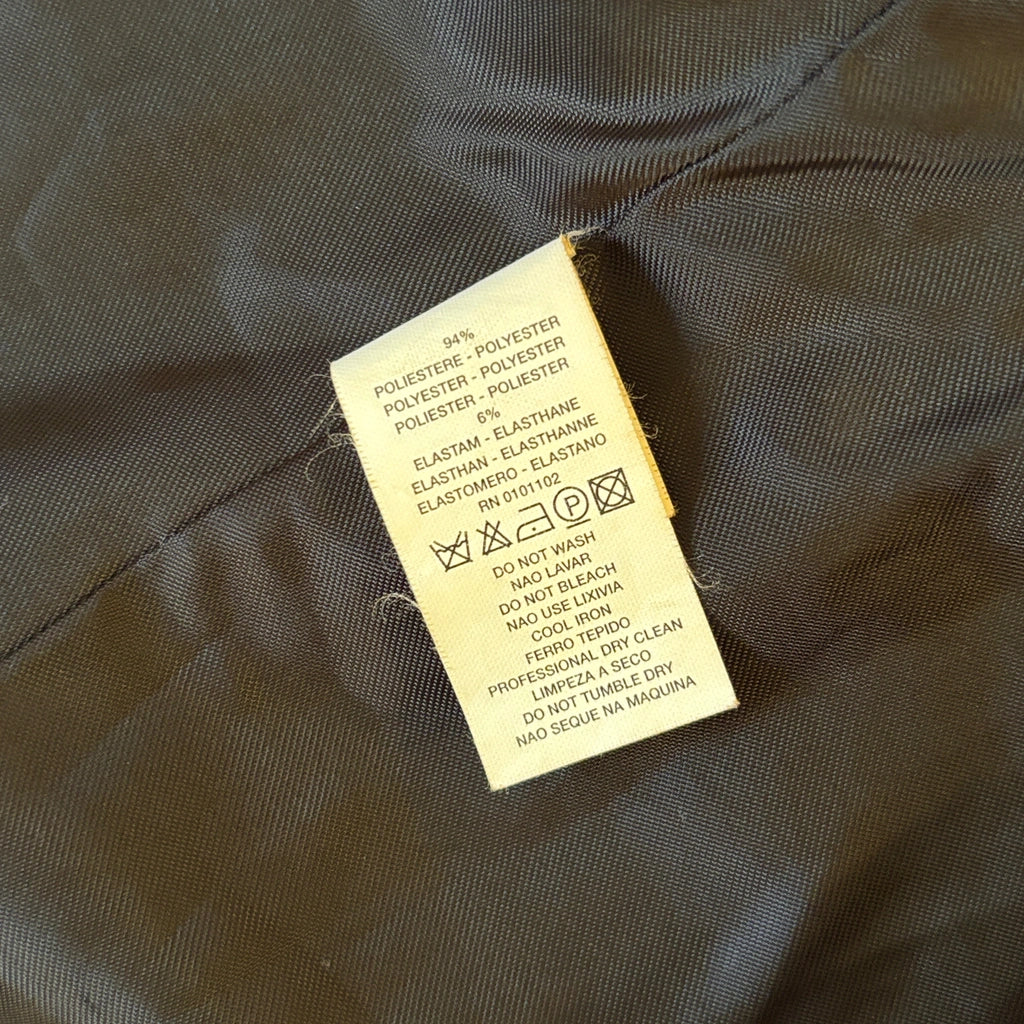 94%
POLIESTERE - POLYESTER
POLYESTER - POLYESTER
POLIESTER - POLIESTER
6%
ELASTAM - ELASTHANE
ELASTHAN - ELASTHANNE
ELASTOMERO - ELASTANO
RN 0101102
P
DO NOT WASH
NAO LAVAR
DO NOT BLEACH
NAO USE LIXIVIA
COOL IRON
FERRO TEPIDO
PROFESSIONAL DRY CLEAN
LIMPEZA A SECO
DO NOT TUMBLE DRY
NAO SEQUE NA MAQUINA